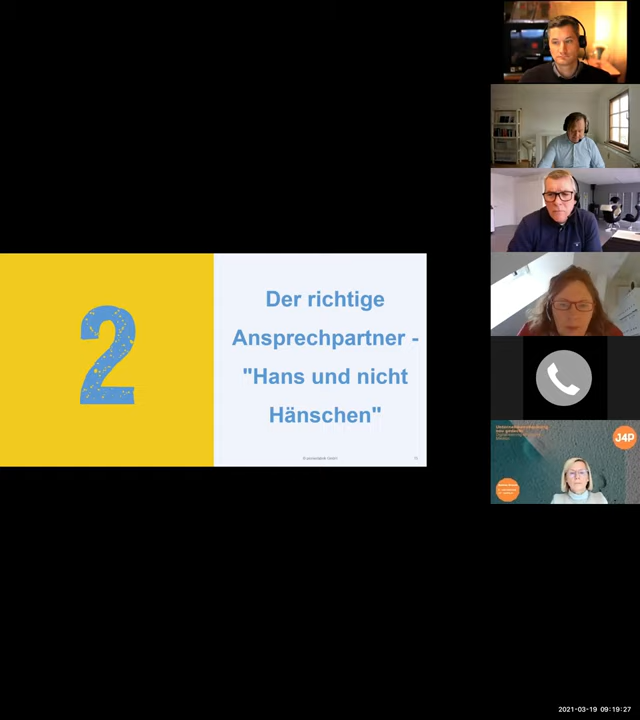 2
Der richtige
Ansprechpartner -
"Hans und nicht
Hänschen"
J4P
2021-03-19 09:19:27